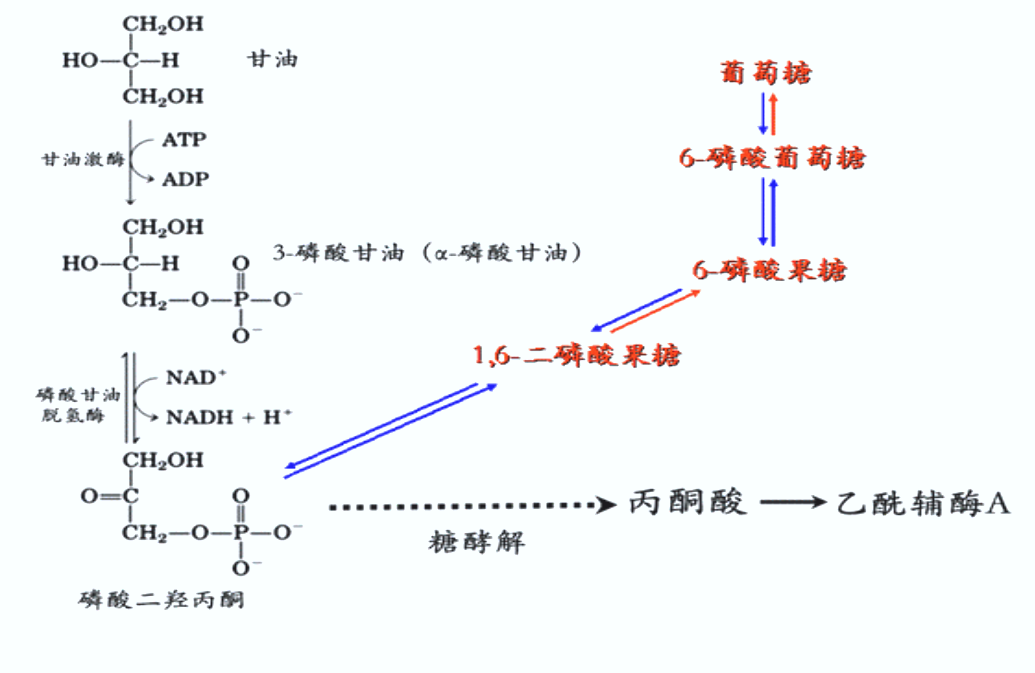 CH₂OH
HO—C—H
甘油
CH₂OH
葡萄糖
甘油激酶
ATP
ADP
6-磷酸葡萄糖
CH₂OH
HO—C—H
O
3-磷酸甘油（α-磷酸甘油）
CH₂—O—P—O⁻
O⁻
6-磷酸果糖
1,6-二磷酸果糖
磷酸甘油
脱氢酶
NAD⁺
NADH + H⁺
CH₂OH
O=C
O
CH₂—O—P—O⁻
O⁻
磷酸二羟丙酮
糖酵解
丙酮酸
乙酰辅酶A